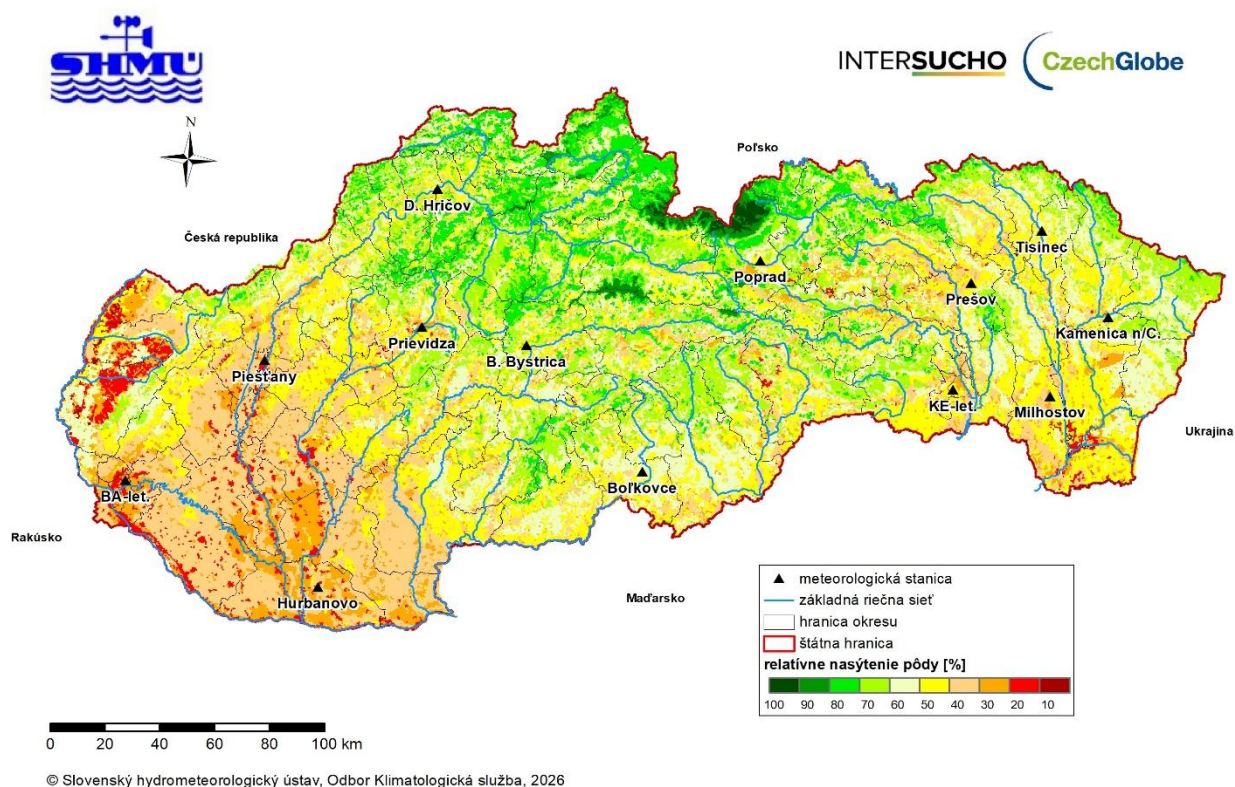 SHMÚ
INTERSUCHO
CzechGlobe
N
Poľsko
D. Hričov
Česká republika
Tisinec
Poprad
Prešov
Kamenica n/C.
Prievidza
B. Bystrica
Piešťany
KE-let.
Milhostov
Ukrajina
Boľkovce
BA-let.
Rakúsko
Maďarsko
Hurbanovo
meteorologická stanica
základná riečna sieť
hranica okresu
štátna hranica
relatívne nasýtenie pôdy [%]
100 90 80 70 60 50 40 30 20 10
0 20 40 60 80 100 km
© Slovenský hydrometeorologický ústav, Odbor Klimatologická služba, 2026